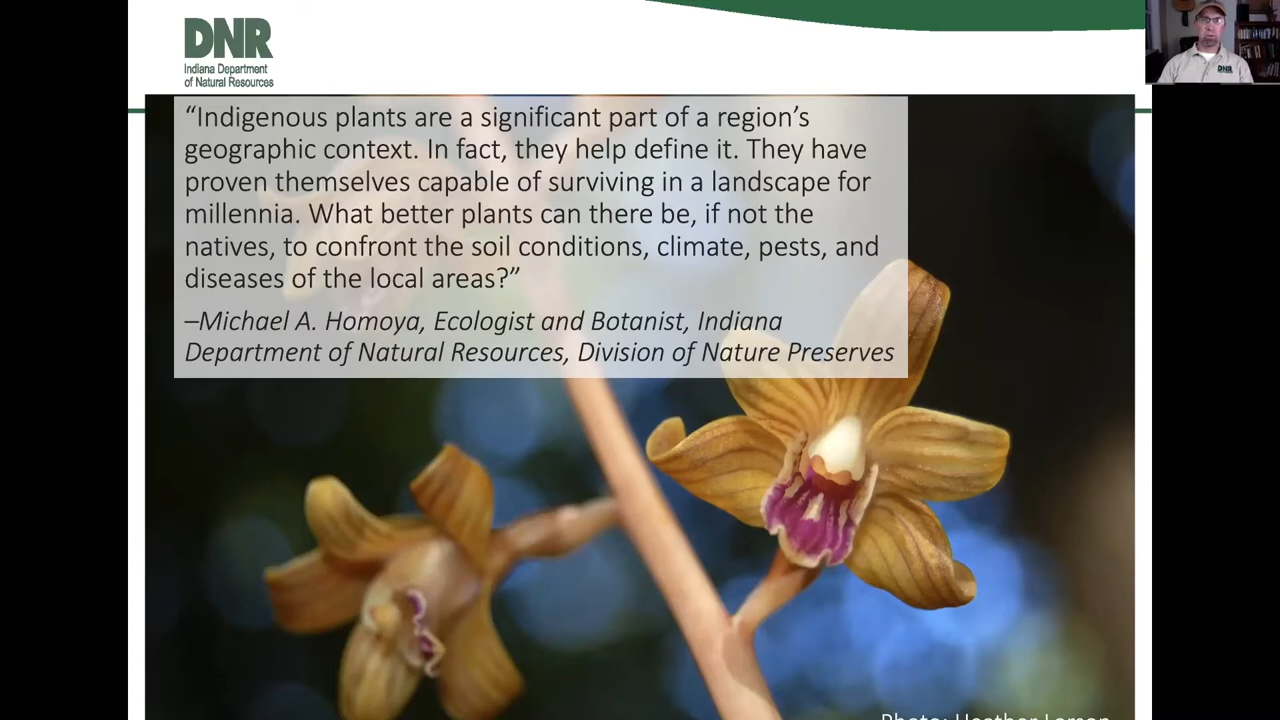 DNR
Indiana Department
of Natural Resources
DNR
“Indigenous plants are a significant part of a region’s
geographic context. In fact, they help define it. They have
proven themselves capable of surviving in a landscape for
millennia. What better plants can there be, if not the
natives, to confront the soil conditions, climate, pests, and
diseases of the local areas?”
–Michael A. Homoya, Ecologist and Botanist, Indiana
Department of Natural Resources, Division of Nature Preserves
Photo: Heather